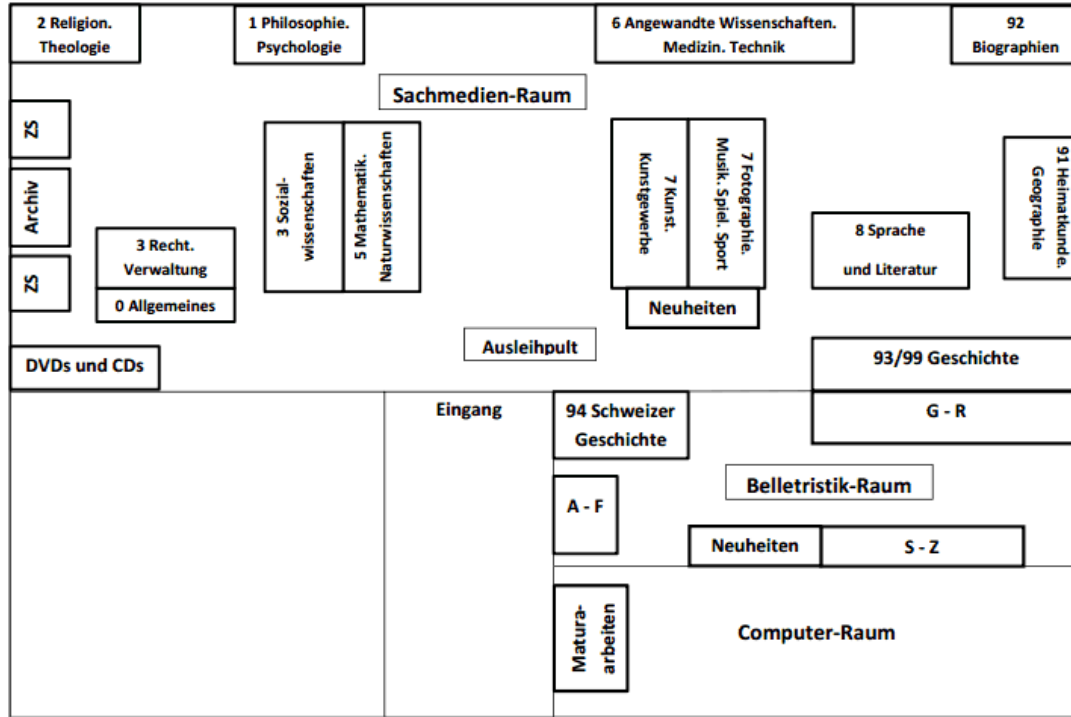 2 Religion.
Theologie
1 Philosophie.
Psychologie
6 Angewandte Wissenschaften.
Medizin. Technik
92
Biographien
Sachmedien-Raum
ZS
Archiv
ZS
3 Recht.
Verwaltung
0 Allgemeines
3 Sozial-
wissenschaften
5 Mathematik.
Naturwissenschaften
7 Kunst.
Kunstgewerbe
7 Fotographie.
Musik. Spiel. Sport
Neuheiten
8 Sprache
und Literatur
91 Heimatkunde.
Geographie
Ausleihpult
DVDs und CDs
93/99 Geschichte
Eingang
94 Schweizer
Geschichte
G - R
Belletristik-Raum
A - F
Neuheiten
S - Z
Matura-
arbeiten
Computer-Raum